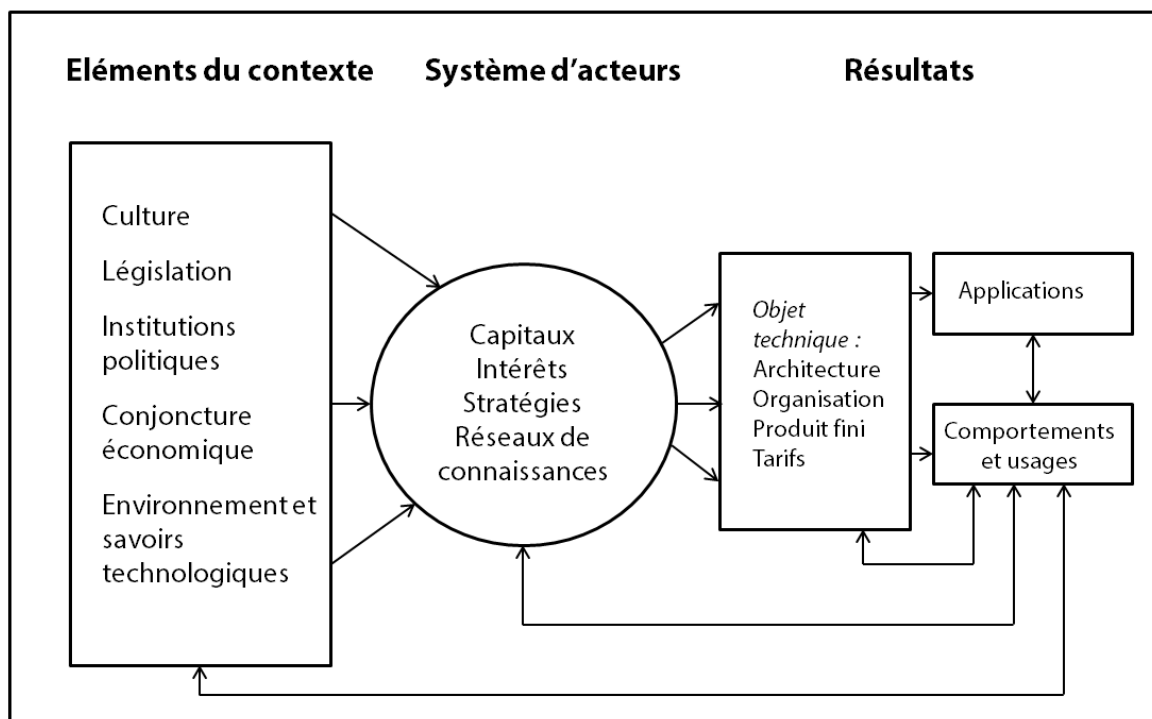 Eléments du contexte
Système d'acteurs
Résultats
Culture
Législation
Institutions
politiques
Conjoncture
économique
Environnement et
savoirs
technologiques
Capitaux
Intérêts
Stratégies
Réseaux de
connaissances
Objet
technique :
Architecture
Organisation
Produit fini
Tarifs
Applications
Comportements
et usages